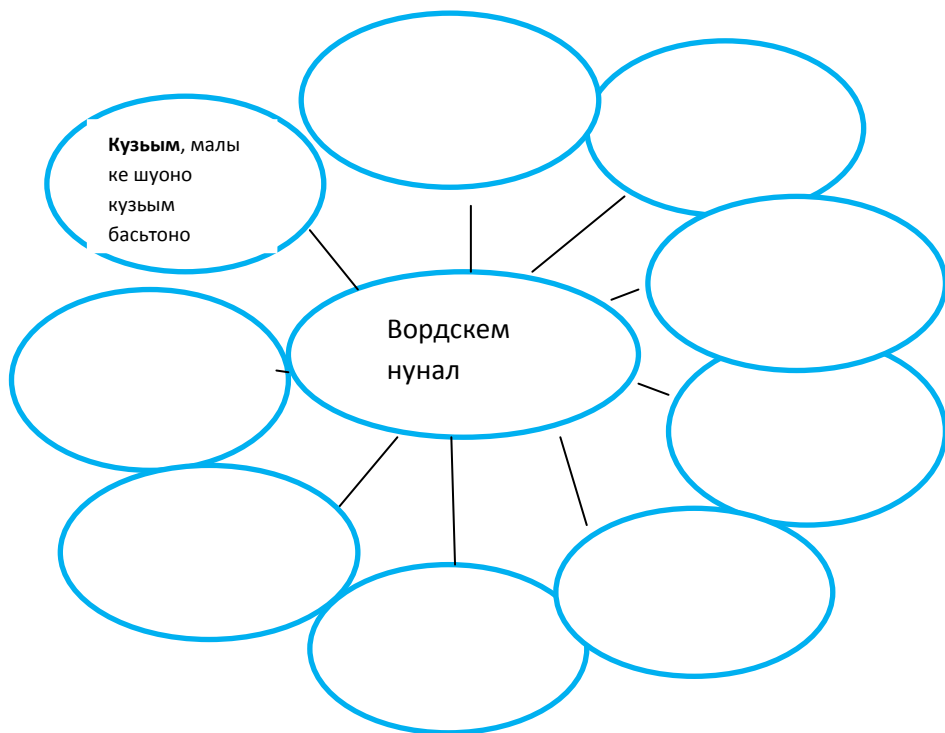 Кузьым, малы
ке шуоно
кузьым
басьтоно
Вордскем
нунал